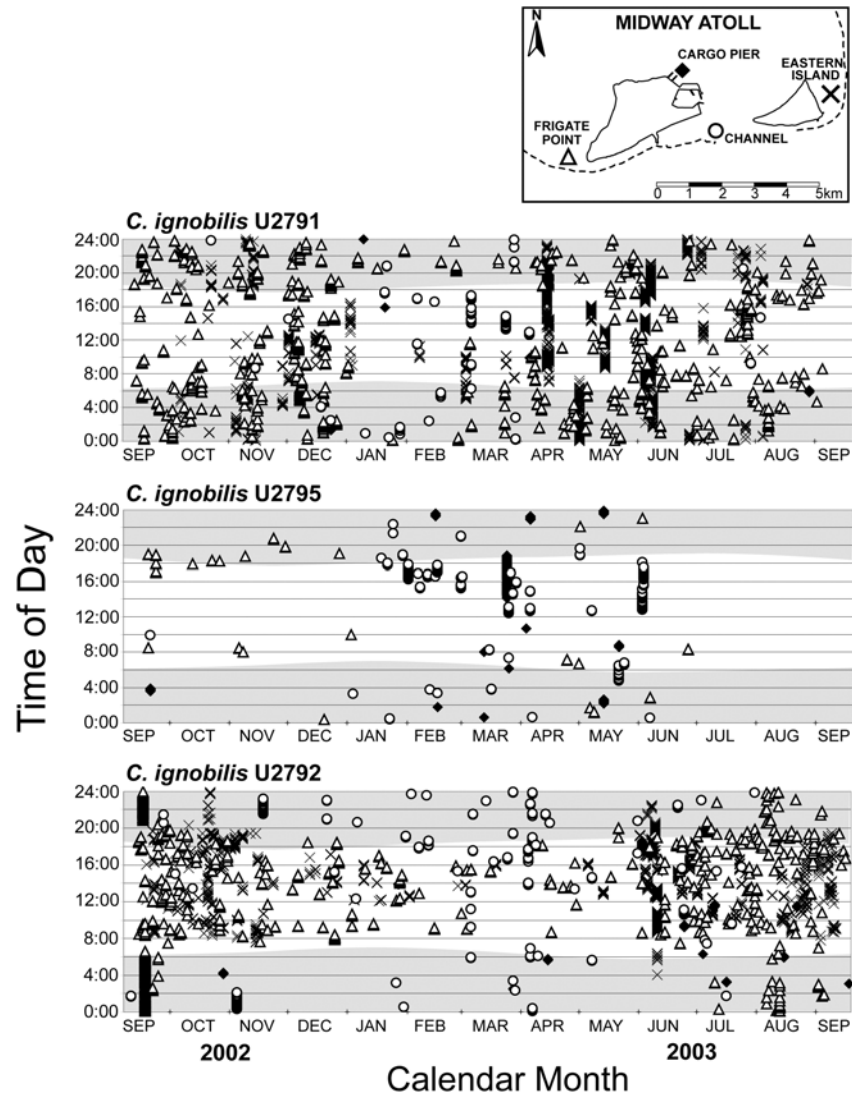 N
MIDWAY ATOLL
CARGO PIER
EASTERN
ISLAND
FRIGATE
POINT
CHANNEL
0 1 2 3 4 5km
C. ignobilis U2791
24:00
20:00
16:00
12:00
8:00
4:00
0:00
SEP OCT NOV DEC JAN FEB MAR APR MAY JUN JUL AUG SEP
C. ignobilis U2795
24:00
20:00
16:00
12:00
8:00
4:00
0:00
SEP OCT NOV DEC JAN FEB MAR APR MAY JUN JUL AUG SEP
Time of Day
C. ignobilis U2792
24:00
20:00
16:00
12:00
8:00
4:00
0:00
SEP OCT NOV DEC JAN FEB MAR APR MAY JUN JUL AUG SEP
2002 2003
Calendar Month